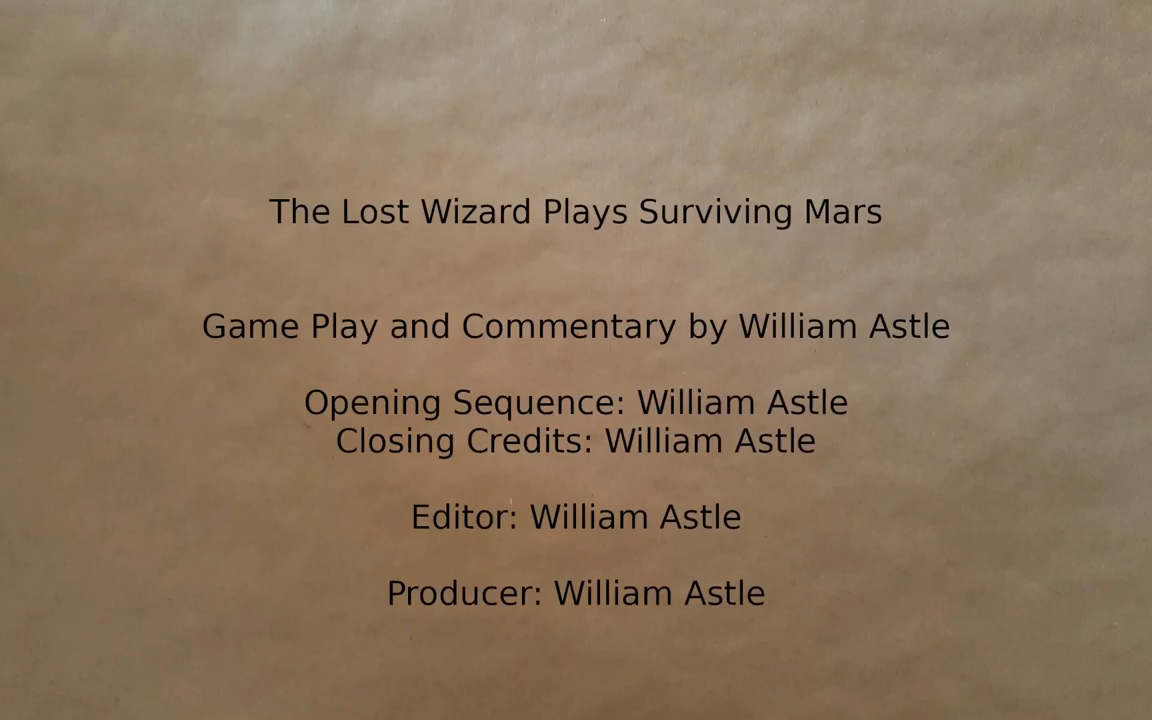 The Lost Wizard Plays Surviving Mars
Game Play and Commentary by William Astle
Opening Sequence: William Astle
Closing Credits: William Astle
Editor: William Astle
Producer: William Astle